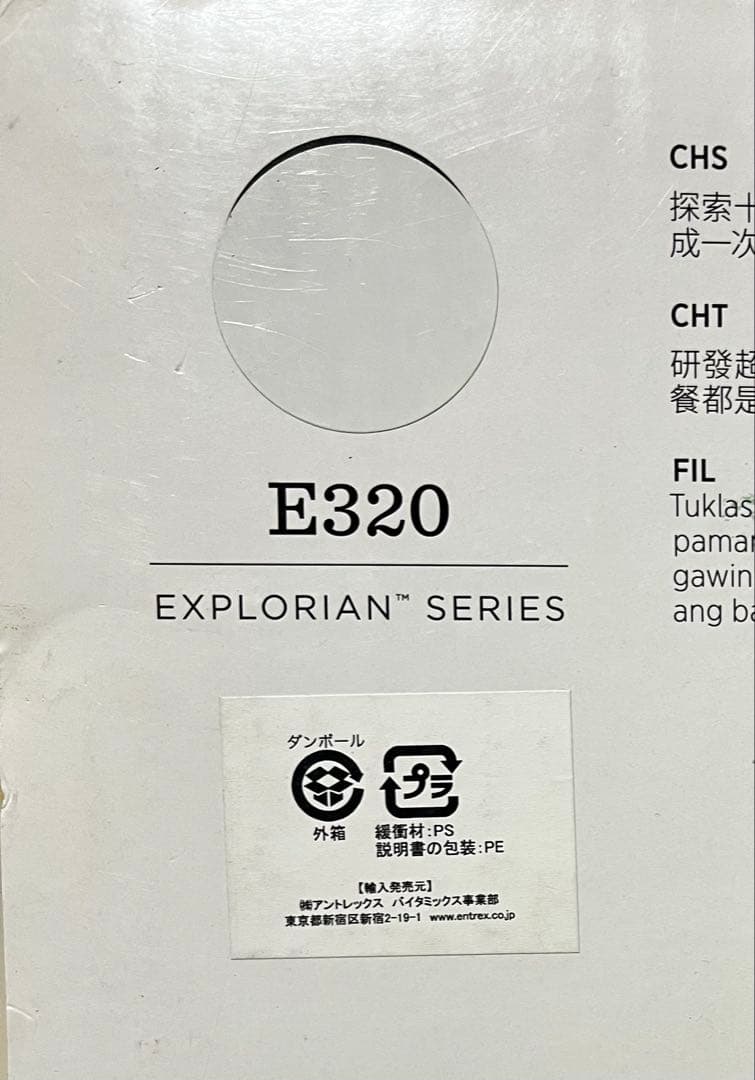 E320
EXPLORIAN™ SERIES
CHS
探索
成一次
CHT
研發超
餐都是
FIL
Tuklas
pamar
gawin
ang ba
ダンボール
プラ
外箱
緩衝材:PS
説明書の包装:PE
【輸入発売元】
㈱アントレックス バイタミックス事業部
東京都新宿区新宿2-19-1 www.entrex.co.jp